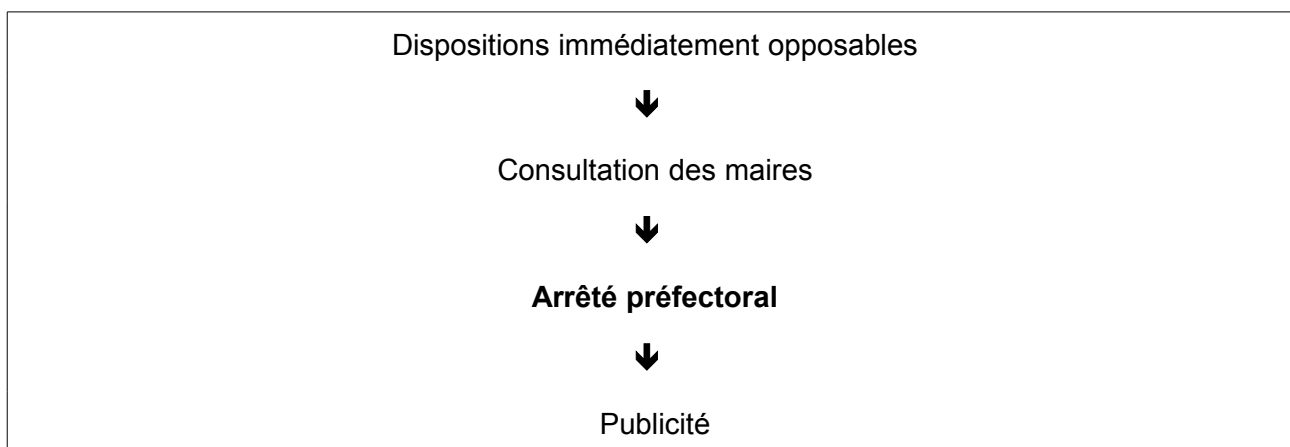 Dispositions immédiatement opposables
Consultation des maires
Arrêté préfectoral
Publicité